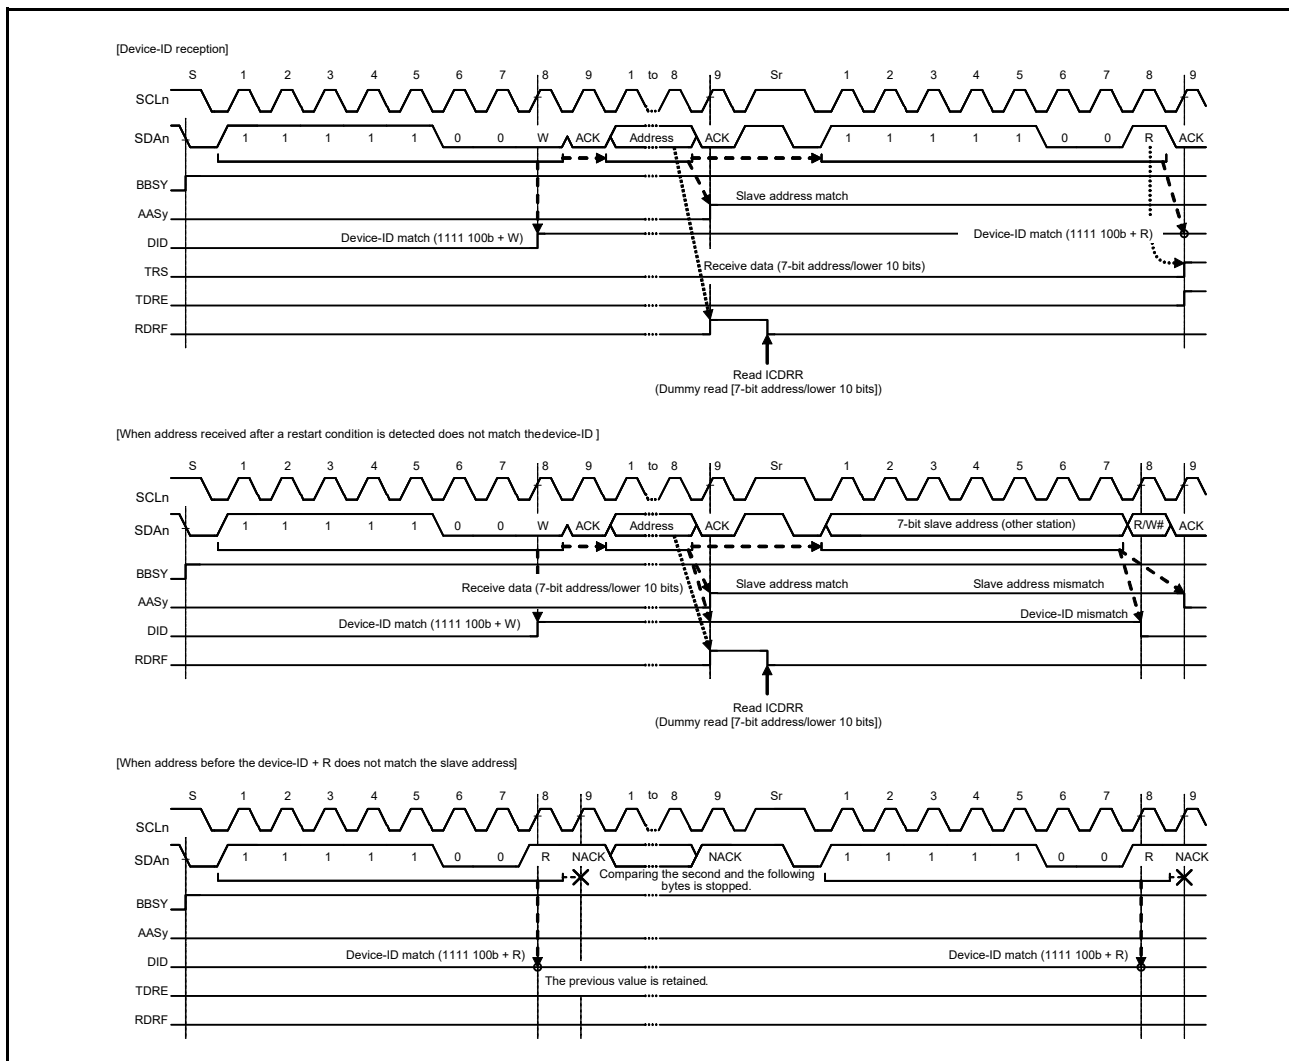 [Device-ID reception]
S 1 2 3 4 5 6 7 8 9 1 to 8 9 Sr 1 2 3 4 5 6 7 8 9
SCLn
SDAn 1 1 1 1 1 0 0 W ACK Address ACK 1 1 1 1 1 0 0 R ACK
BBSY
Slave address match
AASy
Device-ID match (1111 100b + W) Device-ID match (1111 100b + R)
DID
TRS Receive data (7-bit address/lower 10 bits)
TDRE
RDRF
Read ICDRR
(Dummy read [7-bit address/lower 10 bits])
[When address received after a restart condition is detected does not match thedevice-ID ]
S 1 2 3 4 5 6 7 8 9 1 to 8 9 Sr 1 2 3 4 5 6 7 8 9
SCLn
SDAn 1 1 1 1 1 0 0 W ACK Address ACK 7-bit slave address (other station) R/W# ACK
BBSY
Receive data (7-bit address/lower 10 bits) Slave address match Slave address mismatch
AASy
Device-ID match (1111 100b + W) Device-ID mismatch
DID
RDRF
Read ICDRR
(Dummy read [7-bit address/lower 10 bits])
[When address before the device-ID + R does not match the slave address]
S 1 2 3 4 5 6 7 8 9 1 to 8 9 Sr 1 2 3 4 5 6 7 8 9
SCLn
SDAn 1 1 1 1 1 0 0 R NACK NACK 1 1 1 1 1 0 0 R NACK
Comparing the second and the following
bytes is stopped.
BBSY
AASy
Device-ID match (1111 100b + R) Device-ID match (1111 100b + R)
DID
The previous value is retained.
TDRE
RDRF